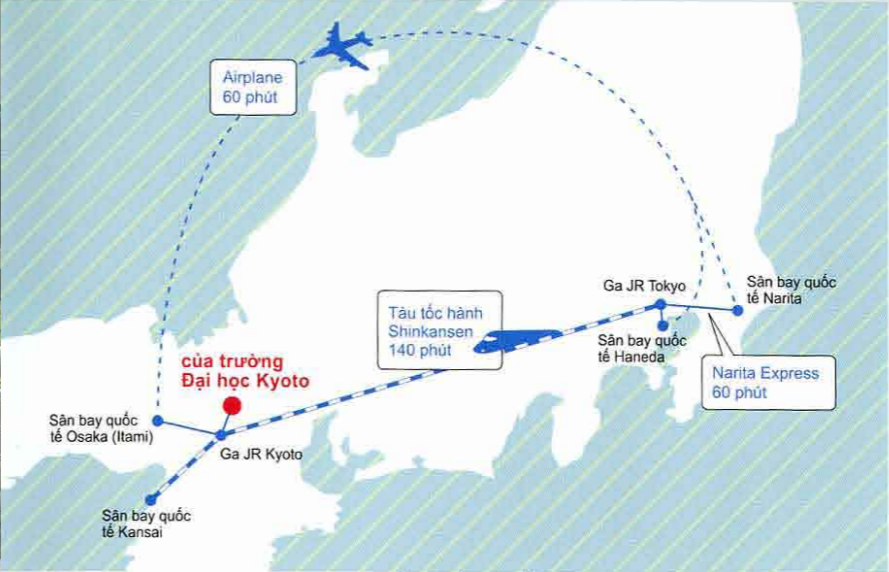 Airplane
60 phút
Ga JR Tokyo
Sân bay quốc
tế Narita
Tàu tốc hành
Shinkansen
140 phút
Sân bay quốc
tế Haneda
Narita Express
60 phút
của trường
Đại học Kyoto
Sân bay quốc
tế Osaka (Itami)
Ga JR Kyoto
Sân bay quốc
tế Kansai